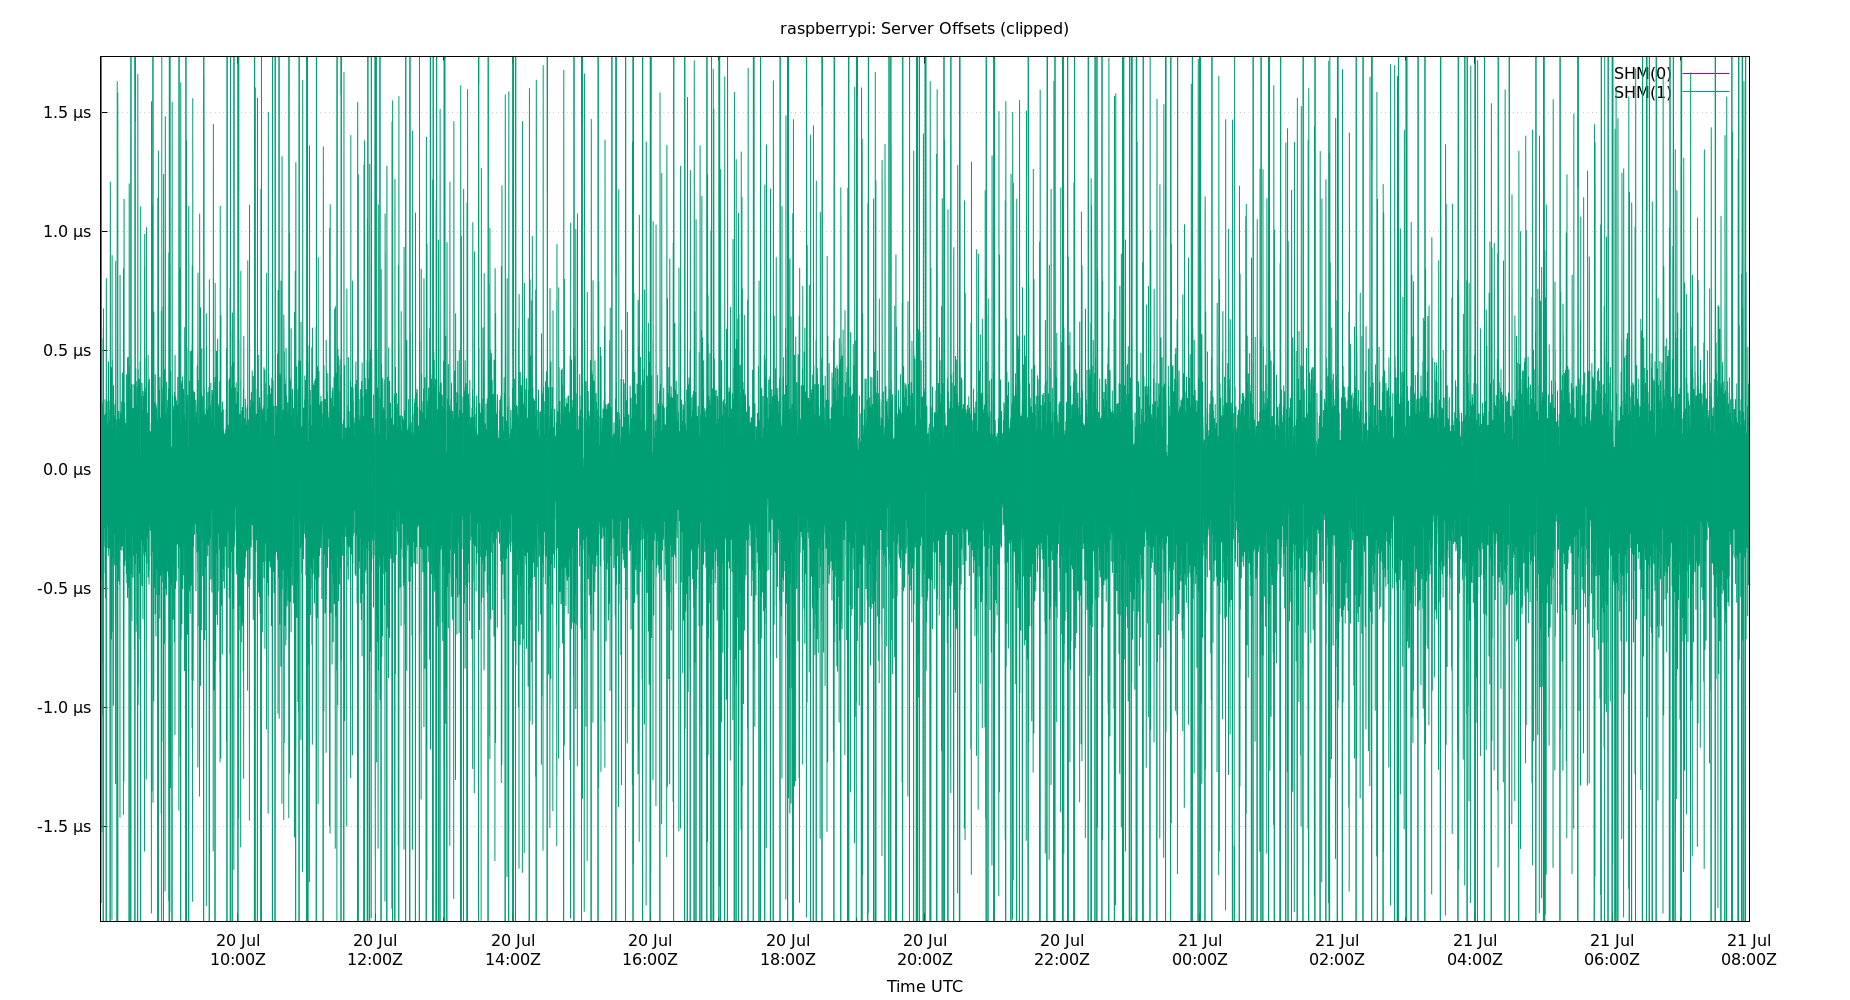 raspberrypi: Server Offsets (clipped)
SHM(0)
SHM(1)
1.5 µs
1.0 µs
0.5 µs
0.0 µs
-0.5 µs
-1.0 µs
-1.5 µs
20 Jul 20 Jul 20 Jul 20 Jul 20 Jul 20 Jul 20 Jul 21 Jul 21 Jul 21 Jul 21 Jul 21 Jul
10:00Z 12:00Z 14:00Z 16:00Z 18:00Z 20:00Z 22:00Z 00:00Z 02:00Z 04:00Z 06:00Z 08:00Z
Time UTC